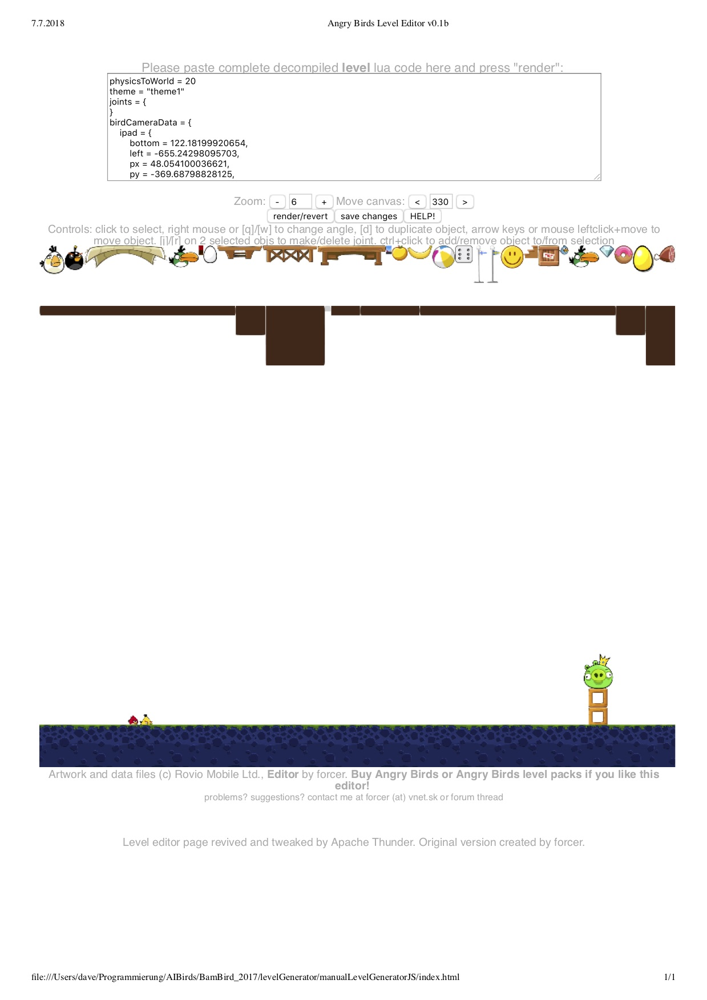 7.7.2018
Angry Birds Level Editor v0.1b
Please paste complete decompiled level lua code here and press "render":
physicsToWorld = 20
theme = "theme1"
joints = {
}
birdCameraData = {
ipad = {
bottom = 122.18199920654,
left = -655.24298095703,
px = 48.054100036621,
py = -369.68798828125,
Zoom: - 6 + Move canvas: < 330 >
render/revert save changes HELP!
Controls: click to select, right mouse or [q]/[w] to change angle, [d] to duplicate object, arrow keys or mouse leftclick+move to
move object. [j]/[r] on 2 selected objs to make/delete joint. ctrl+click to add/remove object to/from selection
Artwork and data files (c) Rovio Mobile Ltd., Editor by forcer. Buy Angry Birds or Angry Birds level packs if you like this
editor!
problems? suggestions? contact me at forcer (at) vnet.sk or forum thread
Level editor page revived and tweaked by Apache Thunder. Original version created by forcer.
file:///Users/dave/Programmierung/AIBirds/BamBird_2017/levelGenerator/manualLevelGeneratorJS/index.html
1/1